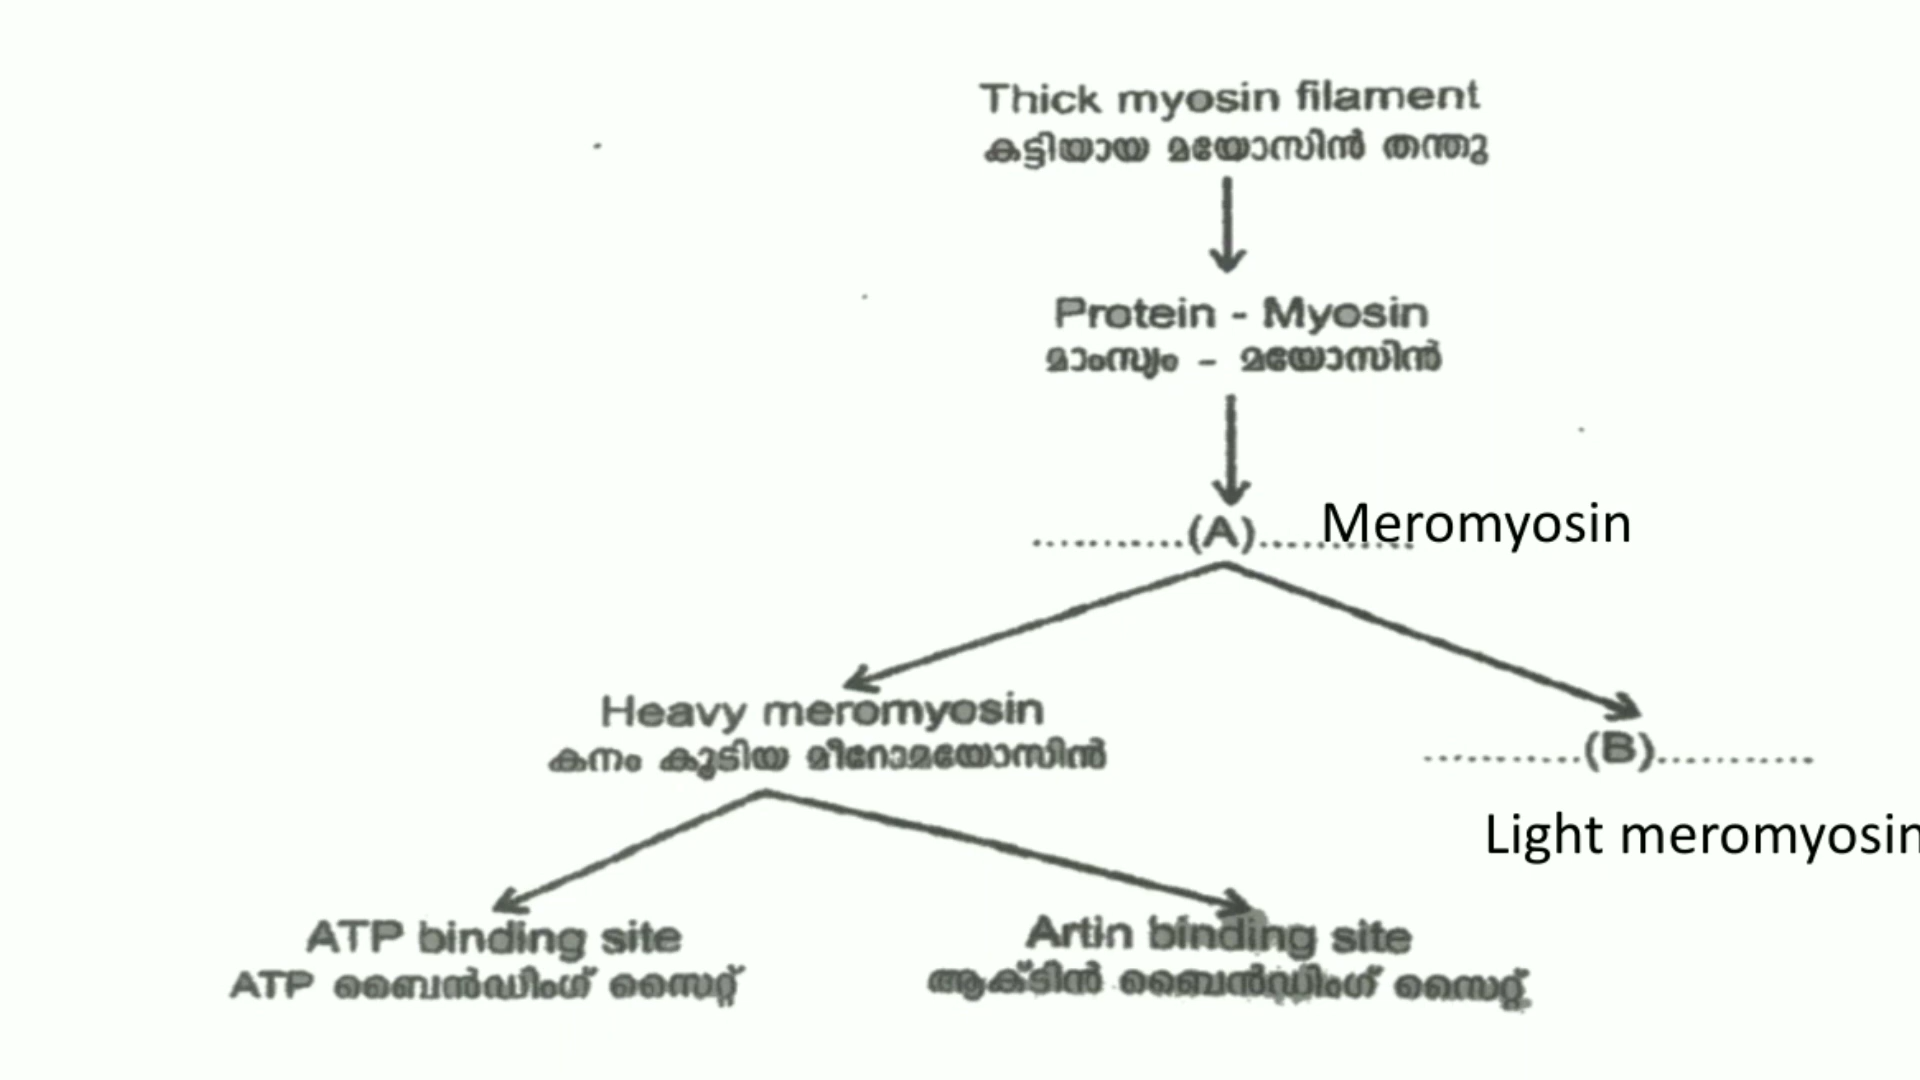 Thick myosin filament
കട്ടിയായ മയോസിൻ തന്തു
Protein - Myosin
മാംസ്യം - മയോസിൻ
...........(A)........... Meromyosin
Heavy meromyosin
കനം കൂടിയ മീറോമയോസിൻ
...........(B)...........
Light meromyosin
ATP binding site
ATP ബൈൻഡിംഗ് സൈറ്റ്
Artin binding site
ആക്ടിൻ ബൈൻഡിംഗ് സൈറ്റ്